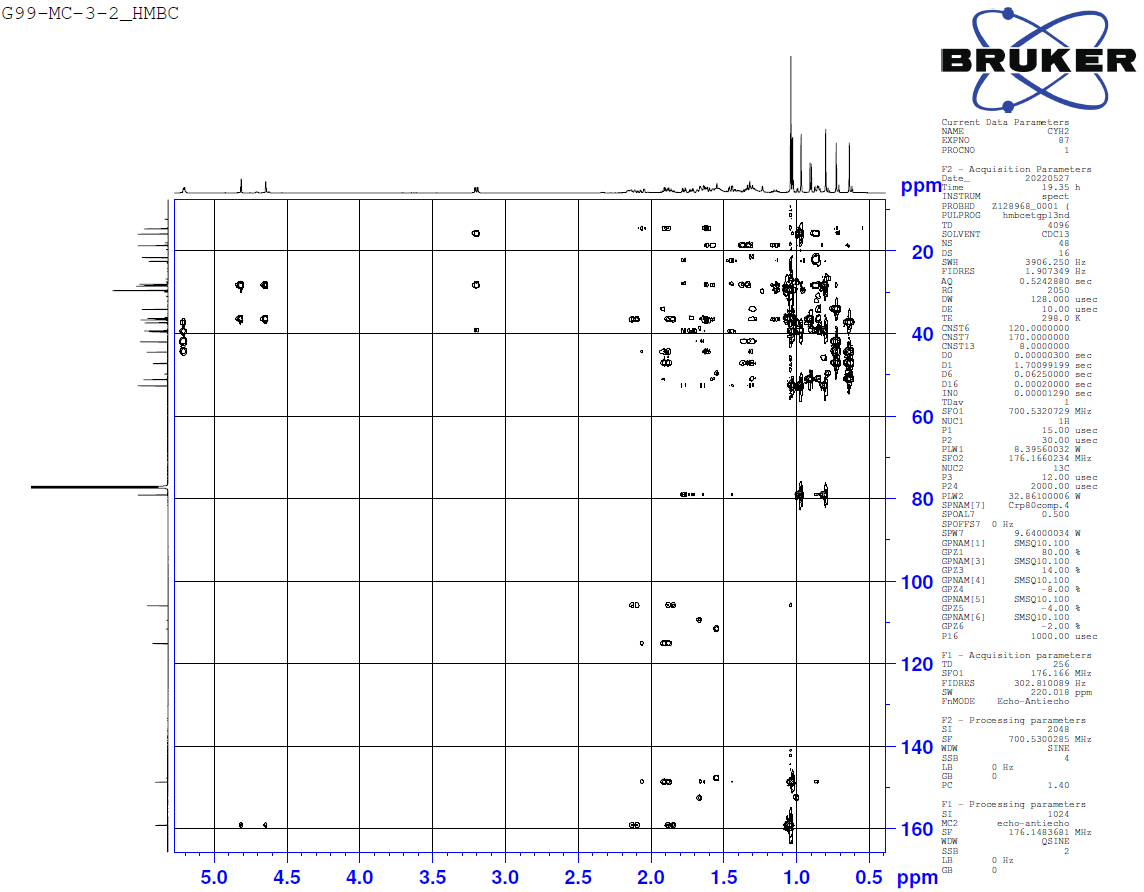 G99-MC-3-2_HMBC
BRUKER
Current Data Parameters
NAME CYH2
EXPNO 87
PROCNO 1
F2 - Acquisition Parameters
Date_ 20220527
Time 19.35 h
INSTRUM spect
PROBHD Z128968_0001 (
PULPROG hmbcetgpl3nd
TD 4096
SOLVENT CDCl3
NS 48
DS 16
SWH 3906.250 Hz
FIDRES 1.907349 Hz
AQ 0.5242880 sec
RG 2050
DW 128.000 usec
DE 10.00 usec
TE 298.0 K
CNST6 120.0000000
CNST7 170.0000000
CNST13 8.0000000
D0 0.00000300 sec
D1 1.70099199 sec
D6 0.06250000 sec
D16 0.00020000 sec
IN0 0.00001290 sec
TDav 1
SFO1 700.5320729 MHz
NUC1 1H
P1 15.00 usec
P2 30.00 usec
PLW1 8.39560032 W
SFO2 176.1660234 MHz
NUC2 13C
P3 12.00 usec
P24 2000.00 usec
PLW2 32.86100006 W
SPNAM[7] Crp80comp.4
SPOAL7 0.500
SPOFFS7 0 Hz
SPW7 9.64000034 W
GPNAM[1] SMSQ10.100
GPZ1 80.00 %
GPNAM[3] SMSQ10.100
GPZ3 14.00 %
GPNAM[4] SMSQ10.100
GPZ4 -8.00 %
GPNAM[5] SMSQ10.100
GPZ5 -4.00 %
GPNAM[6] SMSQ10.100
GPZ6 -2.00 %
P16 1000.00 usec
F1 - Acquisition parameters
TD 256
SFO1 176.166 MHz
FIDRES 302.810089 Hz
SW 220.018 ppm
FnMODE Echo-Antiecho
F2 - Processing parameters
SI 2048
SF 700.5300285 MHz
WDW SINE
SSB 4
LB 0 Hz
GB 0
PC 1.40
F1 - Processing parameters
SI 1024
MC2 echo-antiecho
SF 176.1483681 MHz
WDW QSINE
SSB 2
LB 0 Hz
GB 0
ppm
20
40
60
80
100
120
140
160
5.0 4.5 4.0 3.5 3.0 2.5 2.0 1.5 1.0 0.5 ppm